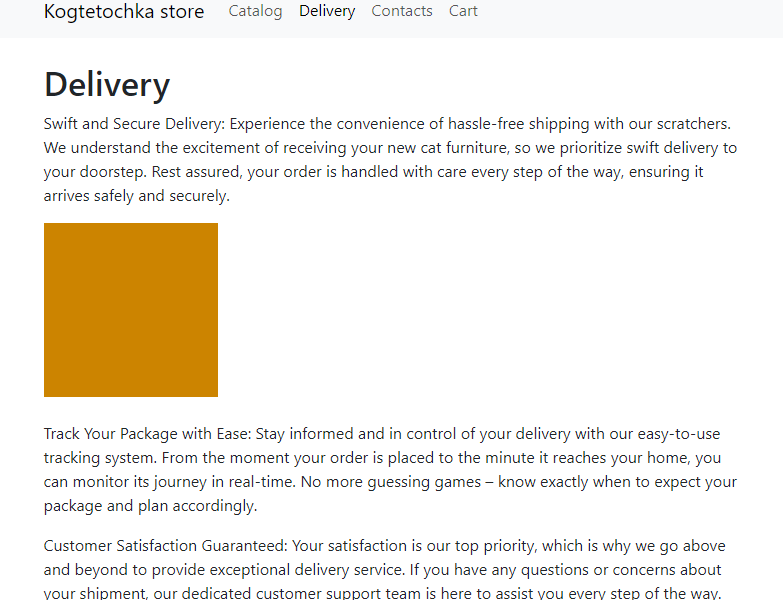 Kogtetochka store Catalog Delivery Contacts Cart
Delivery
Swift and Secure Delivery: Experience the convenience of hassle-free shipping with our scratchers.
We understand the excitement of receiving your new cat furniture, so we prioritize swift delivery to
your doorstep. Rest assured, your order is handled with care every step of the way, ensuring it
arrives safely and securely.
Track Your Package with Ease: Stay informed and in control of your delivery with our easy-to-use
tracking system. From the moment your order is placed to the minute it reaches your home, you
can monitor its journey in real-time. No more guessing games – know exactly when to expect your
package and plan accordingly.
Customer Satisfaction Guaranteed: Your satisfaction is our top priority, which is why we go above
and beyond to provide exceptional delivery service. If you have any questions or concerns about
your shipment, our dedicated customer support team is here to assist you every step of the way.